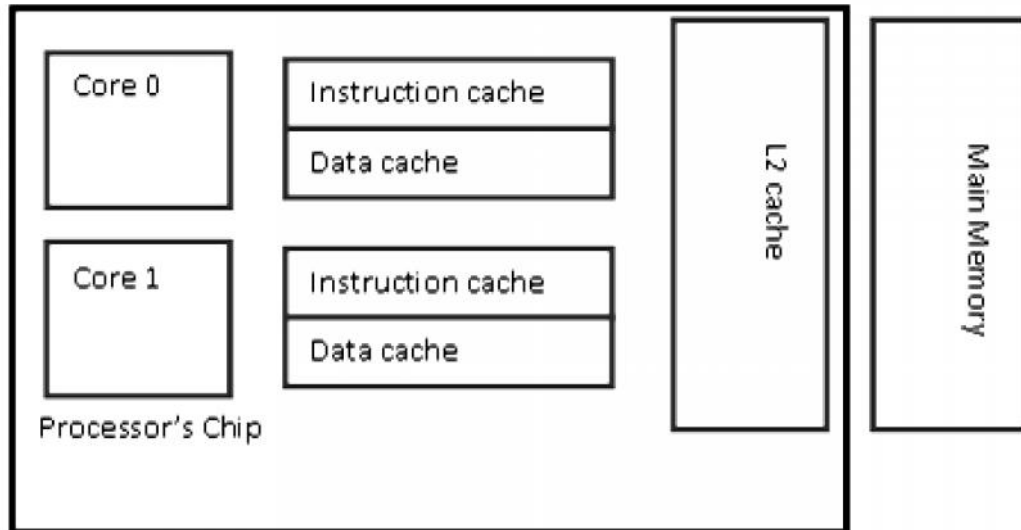 Core 0
Instruction cache
Data cache
Core 1
Instruction cache
Data cache
Processor's Chip
L2 cache
Main Memory